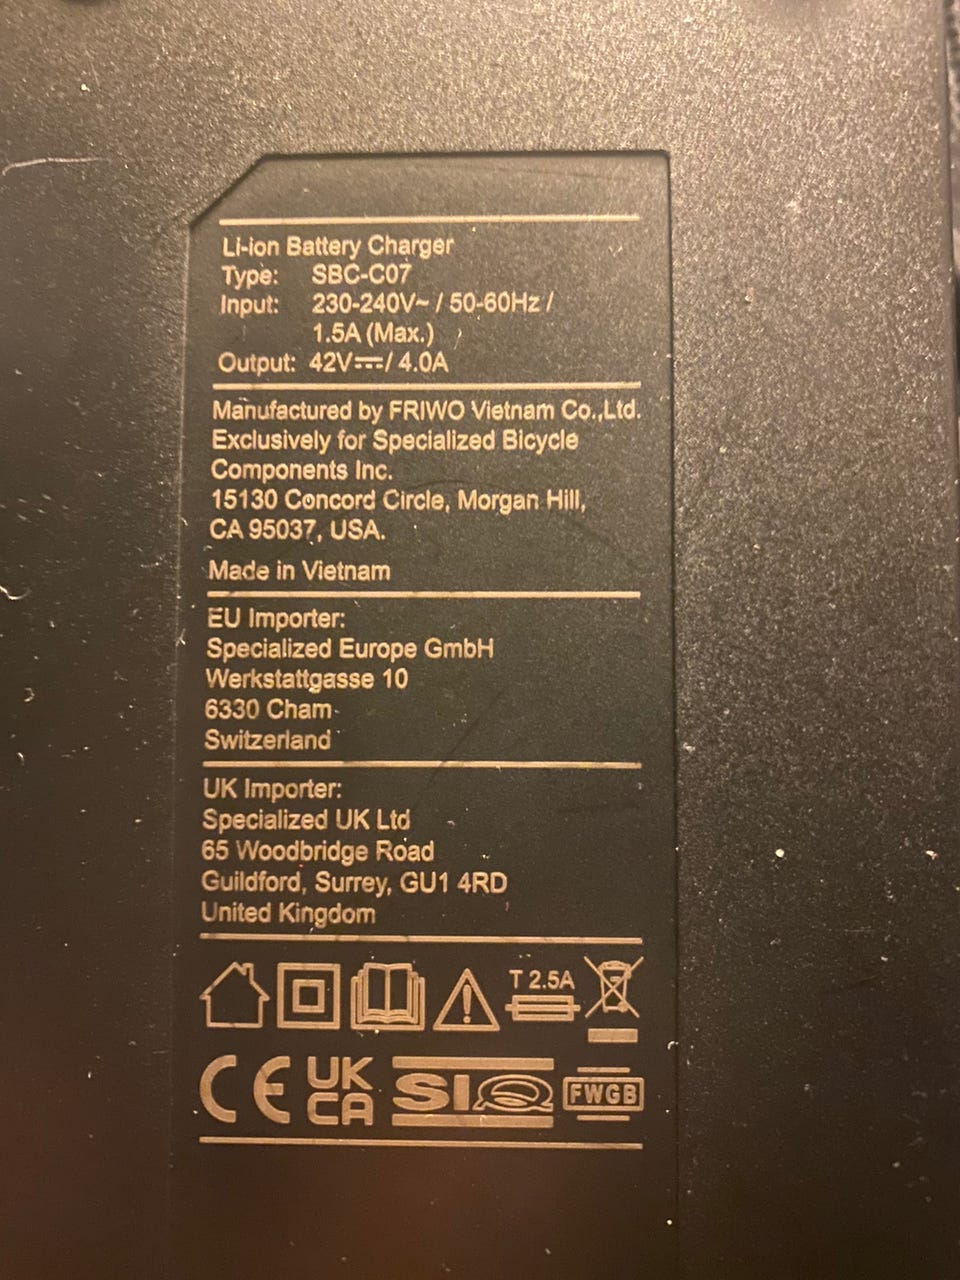 Li-ion Battery Charger
Type: SBC-C07
Input: 230-240V~ / 50-60Hz /
1.5A (Max.)
Output: 42V⎓/ 4.0A
Manufactured by FRIWO Vietnam Co.,Ltd.
Exclusively for Specialized Bicycle
Components Inc.
15130 Concord Circle, Morgan Hill,
CA 95037, USA.
Made in Vietnam
EU Importer:
Specialized Europe GmbH
Werkstattgasse 10
6330 Cham
Switzerland
UK Importer:
Specialized UK Ltd
65 Woodbridge Road
Guildford, Surrey, GU1 4RD
United Kingdom
T 2.5A
CE UK CA SIQ FWGB